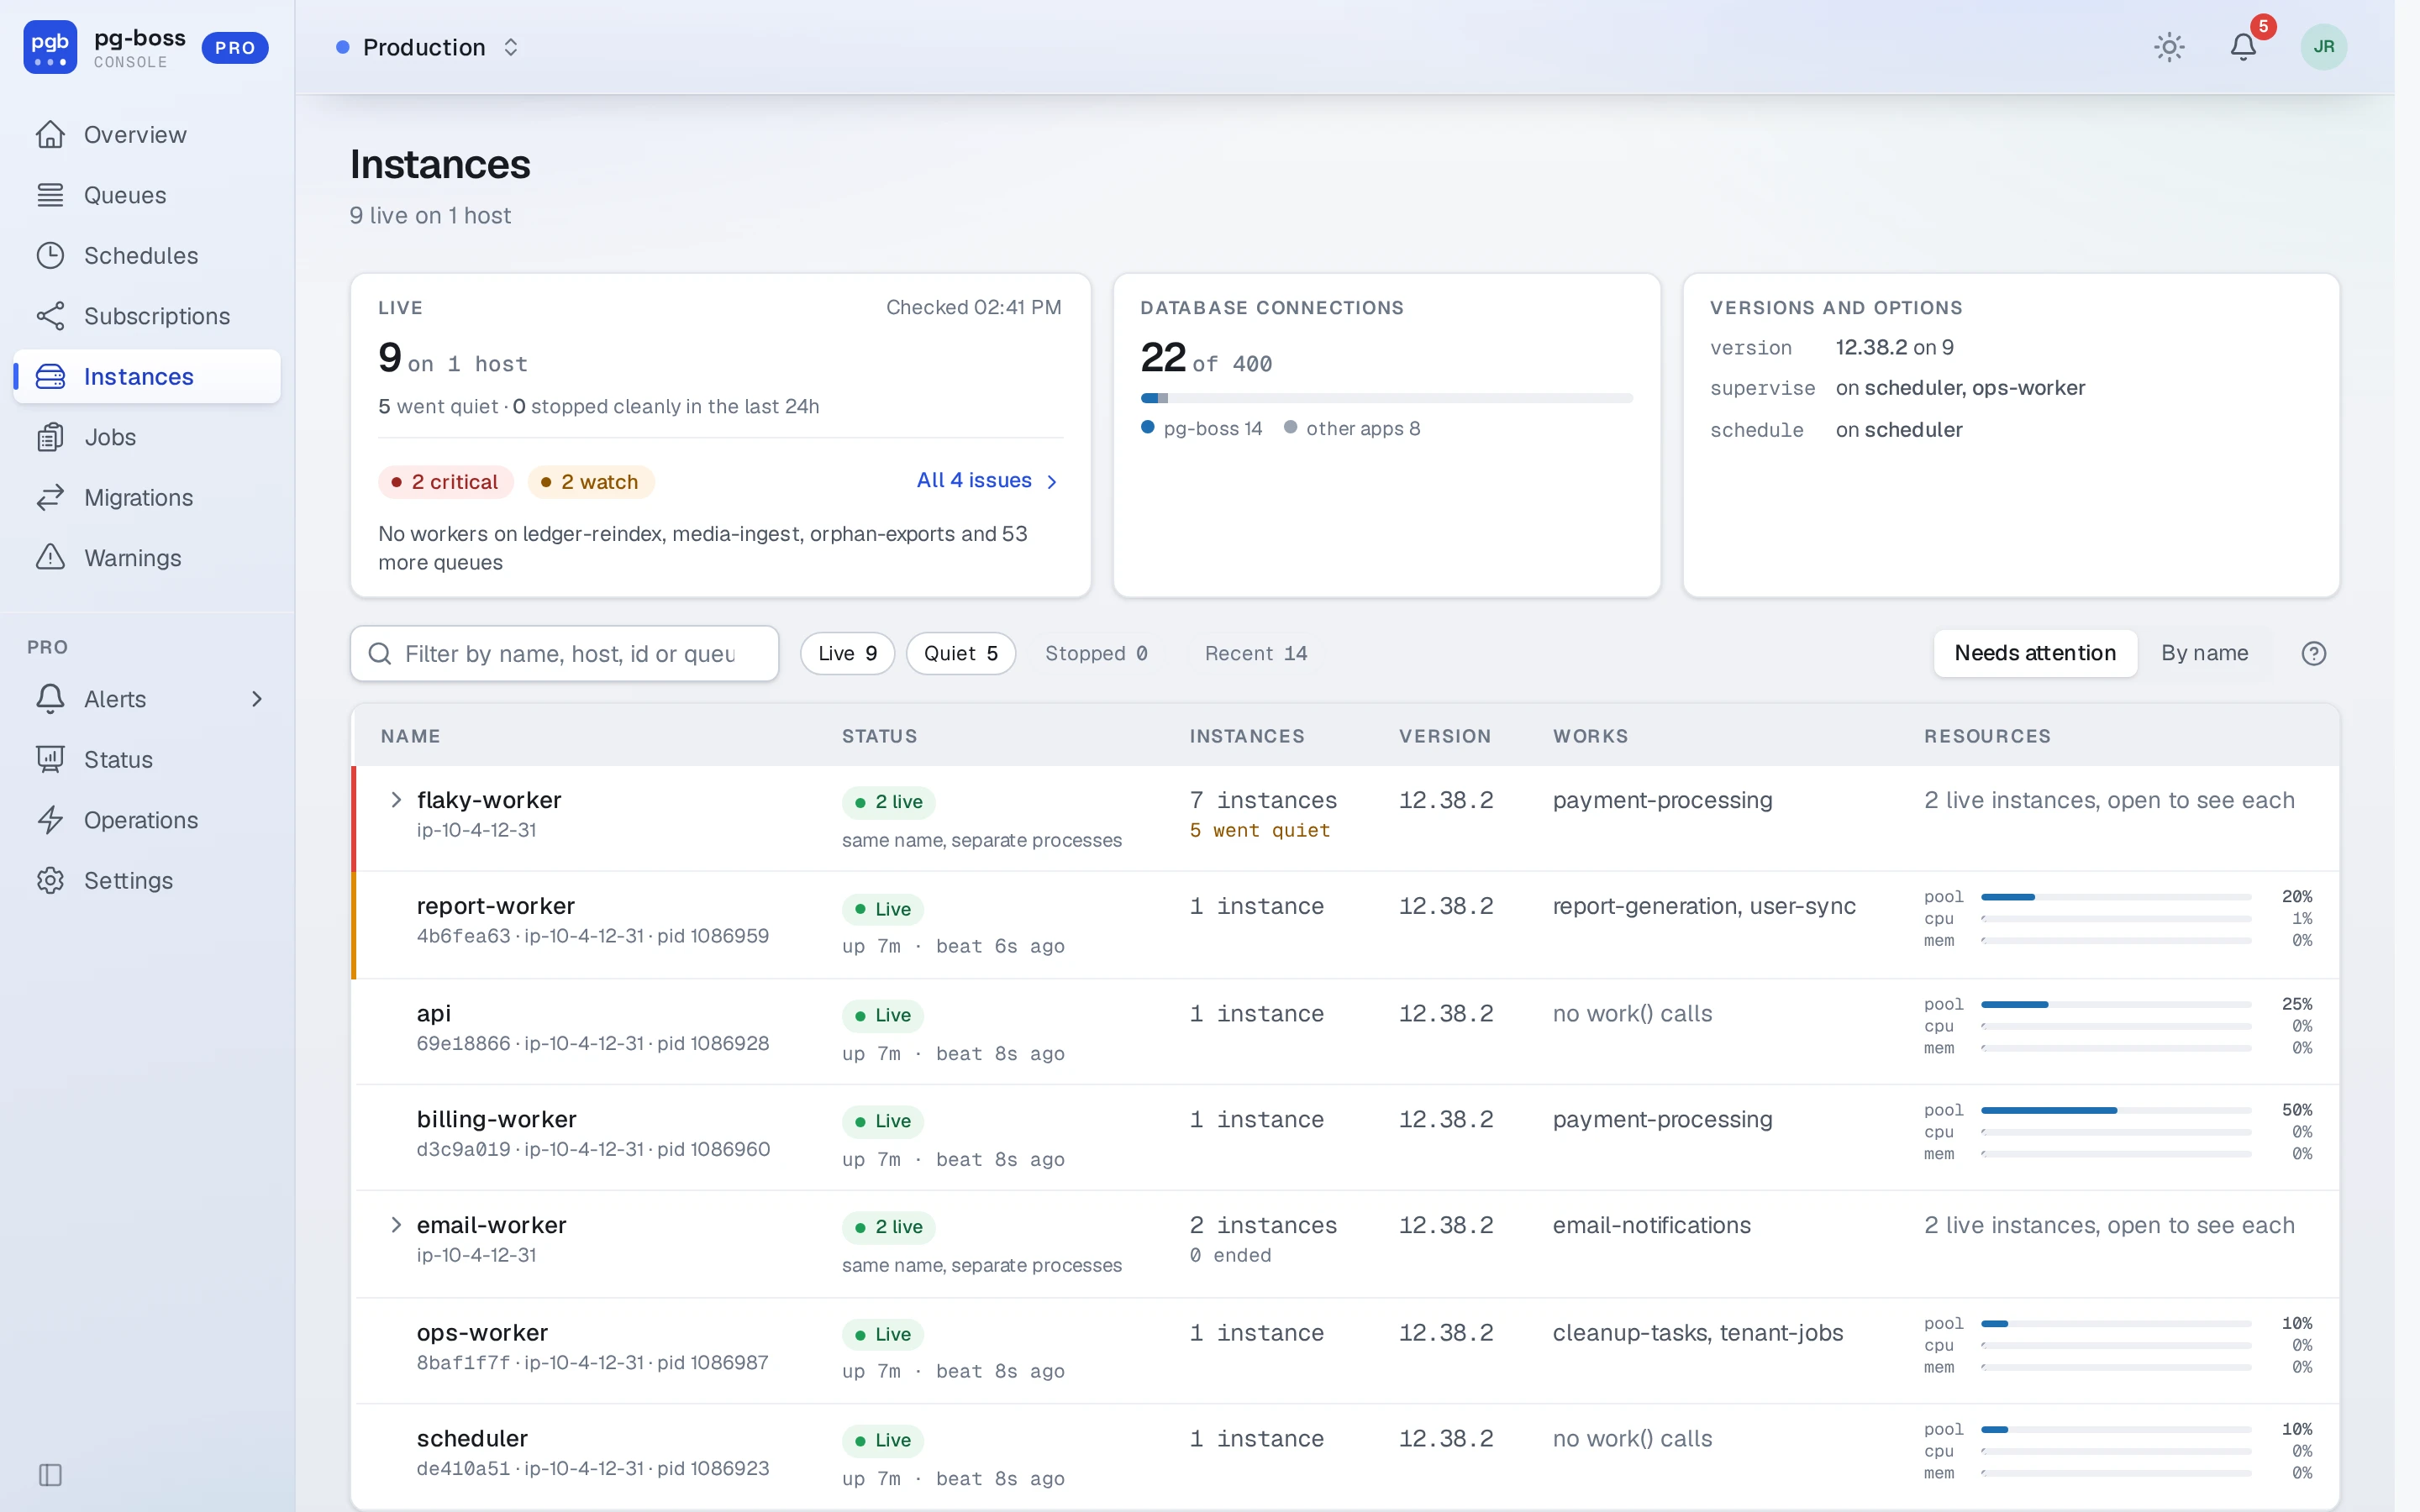 pgb
pg-boss
CONSOLE
PRO
Production
5
JR
Overview
Queues
Schedules
Subscriptions
Instances
Jobs
Migrations
Warnings
PRO
Alerts
Status
Operations
Settings
Instances
9 live on 1 host
LIVE
Checked 02:41 PM
9 on 1 host
5 went quiet · 0 stopped cleanly in the last 24h
2 critical
2 watch
All 4 issues
No workers on ledger-reindex, media-ingest, orphan-exports and 53
more queues
DATABASE CONNECTIONS
22 of 400
pg-boss 14
other apps 8
VERSIONS AND OPTIONS
version 12.38.2 on 9
supervise on scheduler, ops-worker
schedule on scheduler
Filter by name, host, id or queu
Live 9
Quiet 5
Stopped 0
Recent 14
Needs attention
By name
NAME STATUS INSTANCES VERSION WORKS RESOURCES
flaky-worker
ip-10-4-12-31
2 live
same name, separate processes
7 instances
5 went quiet
12.38.2
payment-processing
2 live instances, open to see each
report-worker
4b6fea63 · ip-10-4-12-31 · pid 1086959
Live
up 7m · beat 6s ago
1 instance
12.38.2
report-generation, user-sync
pool 20%
cpu 1%
mem 0%
api
69e18866 · ip-10-4-12-31 · pid 1086928
Live
up 7m · beat 8s ago
1 instance
12.38.2
no work() calls
pool 25%
cpu 0%
mem 0%
billing-worker
d3c9a019 · ip-10-4-12-31 · pid 1086960
Live
up 7m · beat 8s ago
1 instance
12.38.2
payment-processing
pool 50%
cpu 0%
mem 0%
email-worker
ip-10-4-12-31
2 live
same name, separate processes
2 instances
0 ended
12.38.2
email-notifications
2 live instances, open to see each
ops-worker
8baf1f7f · ip-10-4-12-31 · pid 1086987
Live
up 7m · beat 8s ago
1 instance
12.38.2
cleanup-tasks, tenant-jobs
pool 10%
cpu 0%
mem 0%
scheduler
de410a51 · ip-10-4-12-31 · pid 1086923
Live
up 7m · beat 8s ago
1 instance
12.38.2
no work() calls
pool 10%
cpu 0%
mem 0%